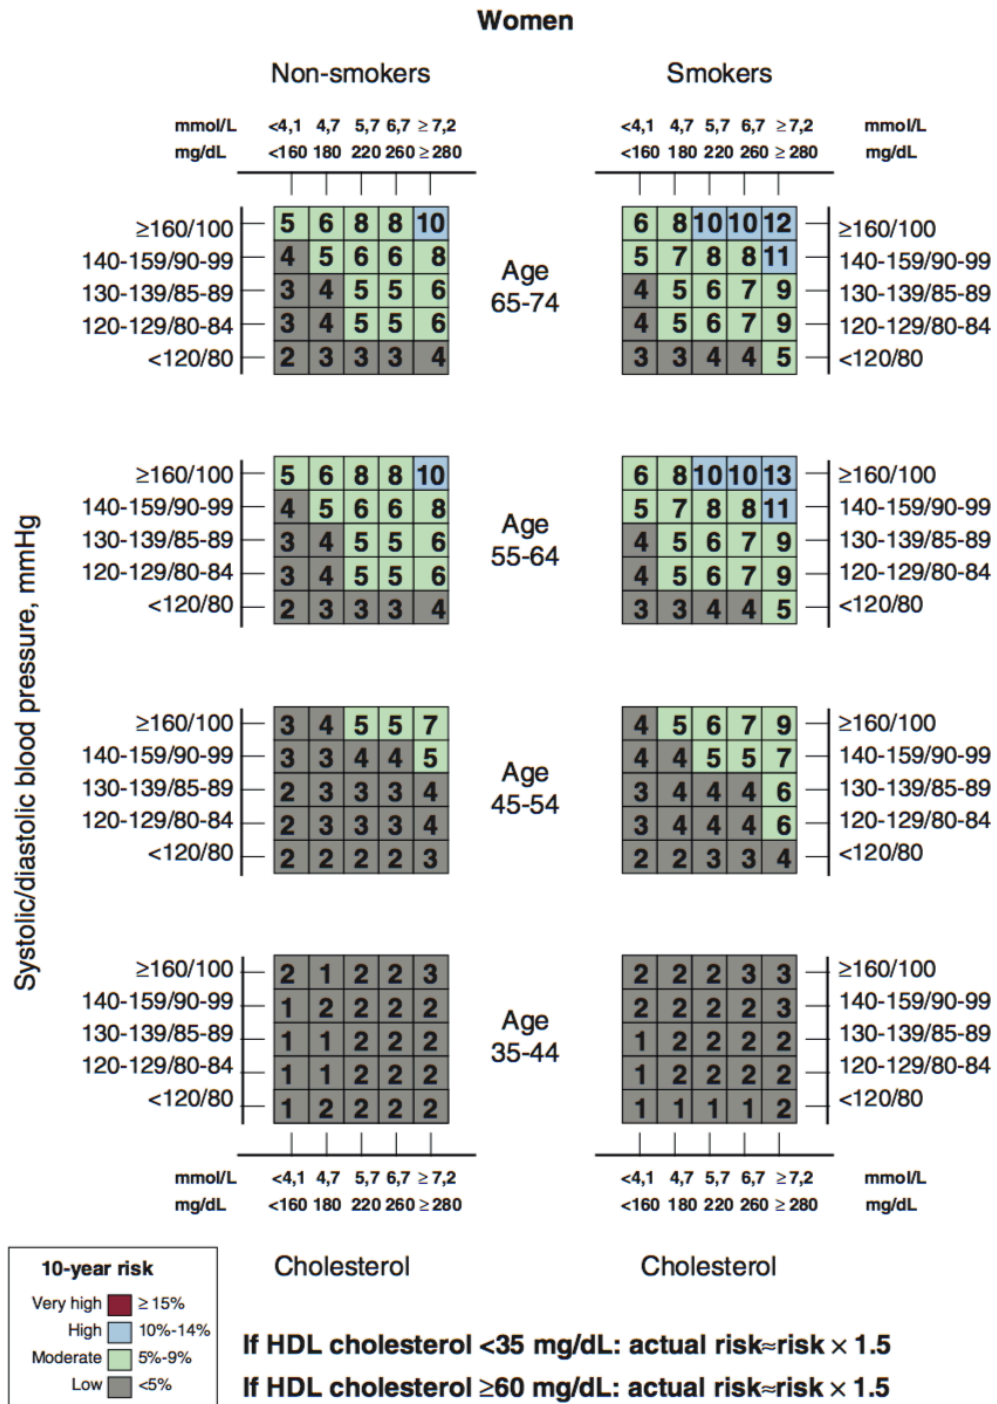 Women
Non-smokers Smokers
mmol/L <4,1 4,7 5,7 6,7 ≥7,2 <4,1 4,7 5,7 6,7 ≥7,2 mmol/L
mg/dL <160 180 220 260 ≥280 <160 180 220 260 ≥280 mg/dL
≥160/100 5 6 8 8 10 6 8 10 10 12 ≥160/100
140-159/90-99 4 5 6 6 8 5 7 8 8 11 140-159/90-99
Age
130-139/85-89 3 4 5 5 6 4 5 6 7 9 130-139/85-89
65-74
120-129/80-84 3 4 5 5 6 4 5 6 7 9 120-129/80-84
<120/80 2 3 3 3 4 3 3 4 4 5 <120/80
Systolic/diastolic blood pressure, mmHg
≥160/100 5 6 8 8 10 6 8 10 10 13 ≥160/100
140-159/90-99 4 5 6 6 8 5 7 8 8 11 140-159/90-99
Age
130-139/85-89 3 4 5 5 6 4 5 6 7 9 130-139/85-89
55-64
120-129/80-84 3 4 5 5 6 4 5 6 7 9 120-129/80-84
<120/80 2 3 3 3 4 3 3 4 4 5 <120/80
≥160/100 3 4 5 5 7 4 5 6 7 9 ≥160/100
140-159/90-99 3 3 4 4 5 4 4 5 5 7 140-159/90-99
Age
130-139/85-89 2 3 3 3 4 3 4 4 4 6 130-139/85-89
45-54
120-129/80-84 2 3 3 3 4 3 4 4 4 6 120-129/80-84
<120/80 2 2 2 2 3 2 2 3 3 4 <120/80
≥160/100 2 1 2 2 3 2 2 2 3 3 ≥160/100
140-159/90-99 1 2 2 2 2 2 2 2 2 3 140-159/90-99
Age
130-139/85-89 1 1 2 2 2 1 2 2 2 2 130-139/85-89
35-44
120-129/80-84 1 1 2 2 2 1 2 2 2 2 120-129/80-84
<120/80 1 2 2 2 2 1 1 1 1 2 <120/80
mmol/L <4,1 4,7 5,7 6,7 ≥7,2 <4,1 4,7 5,7 6,7 ≥7,2 mmol/L
mg/dL <160 180 220 260 ≥280 <160 180 220 260 ≥280 mg/dL
Cholesterol Cholesterol
10-year risk
Very high ≥15%
High 10%-14%
Moderate 5%-9%
Low <5%
If HDL cholesterol <35 mg/dL: actual risk≈risk × 1.5
If HDL cholesterol ≥60 mg/dL: actual risk≈risk × 1.5